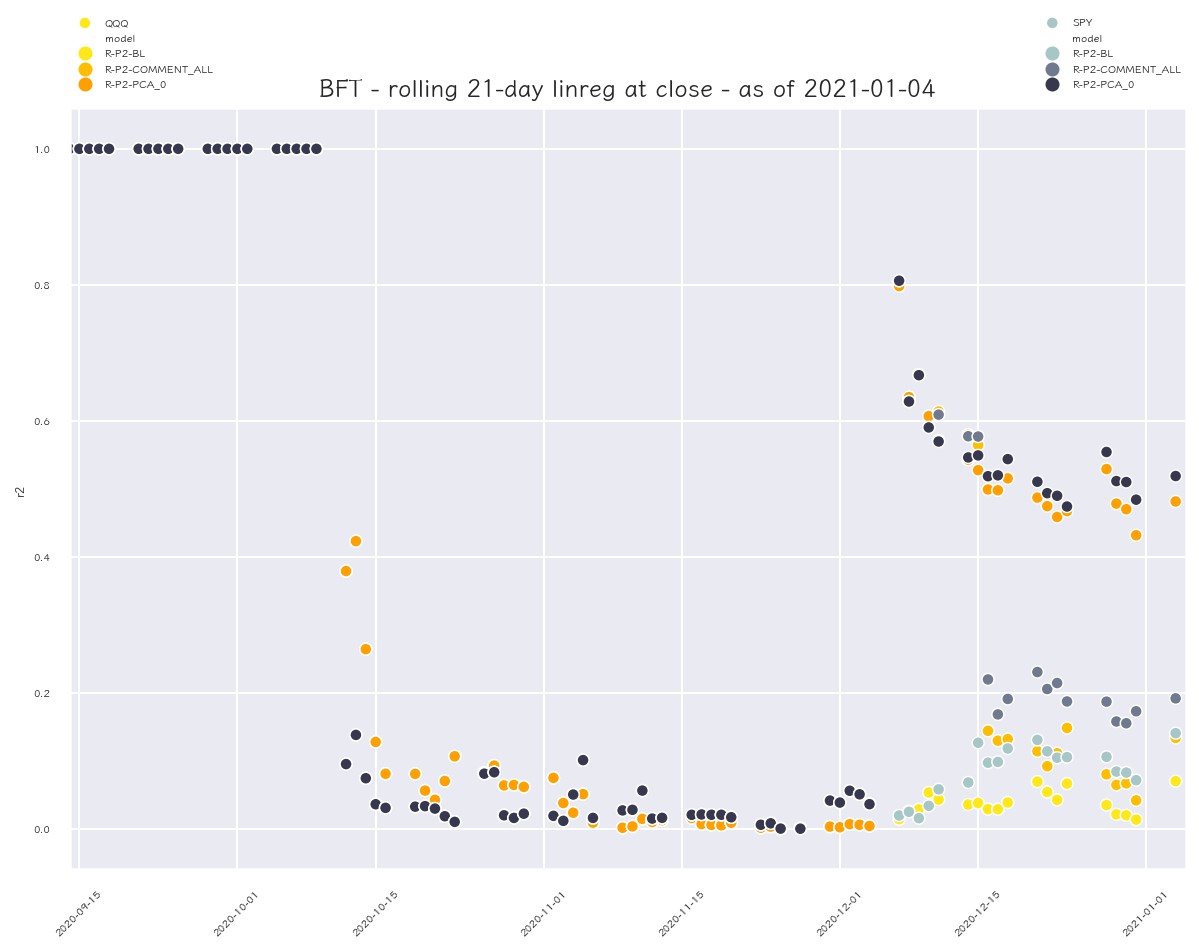 QQQ
model
R-P2-BL
R-P2-COMMENT_ALL
R-P2-PCA_0
SPY
model
R-P2-BL
R-P2-COMMENT_ALL
R-P2-PCA_0
BFT - rolling 21-day linreg at close - as of 2021-01-04
1.0
0.8
0.6
0.4
0.2
0.0
r2
2020-09-15
2020-10-01
2020-10-15
2020-11-01
2020-11-15
2020-12-01
2020-12-15
2021-01-01